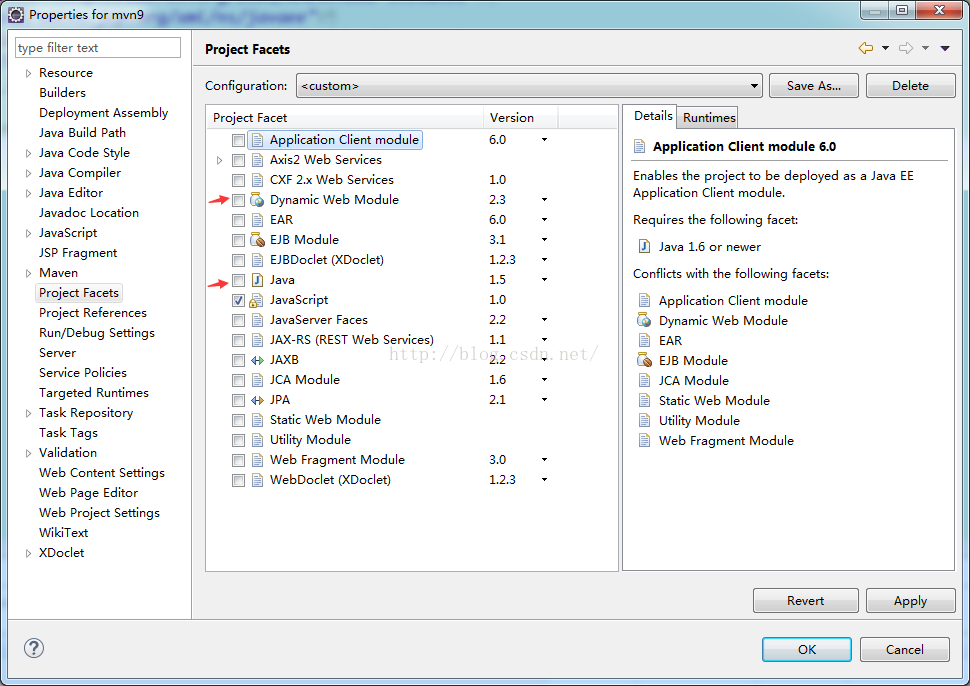 Properties for mvn9
type filter text
Resource
Builders
Deployment Assembly
Java Build Path
Java Code Style
Java Compiler
Java Editor
Javadoc Location
JavaScript
JSP Fragment
Maven
Project Facets
Project References
Run/Debug Settings
Server
Service Policies
Targeted Runtimes
Task Repository
Task Tags
Validation
Web Content Settings
Web Page Editor
Web Project Settings
WikiText
XDoclet
Project Facets
Configuration: <custom> Save As... Delete
Project Facet Version
Application Client module 6.0
Axis2 Web Services
CXF 2.x Web Services 1.0
Dynamic Web Module 2.3
EAR 6.0
EJB Module 3.1
EJBDoclet (XDoclet) 1.2.3
Java 1.5
JavaScript 1.0
JavaServer Faces 2.2
JAX-RS (REST Web Services) 1.1
JAXB 2.2
JCA Module 1.6
JPA 2.1
Static Web Module
Utility Module
Web Fragment Module 3.0
WebDoclet (XDoclet) 1.2.3
http://blog.csdn.net/
Details Runtimes
Application Client module 6.0
Enables the project to be deployed as a Java EE
Application Client module.
Requires the following facet:
Java 1.6 or newer
Conflicts with the following facets:
Application Client module
Dynamic Web Module
EAR
EJB Module
JCA Module
Static Web Module
Utility Module
Web Fragment Module
Revert Apply
? OK Cancel